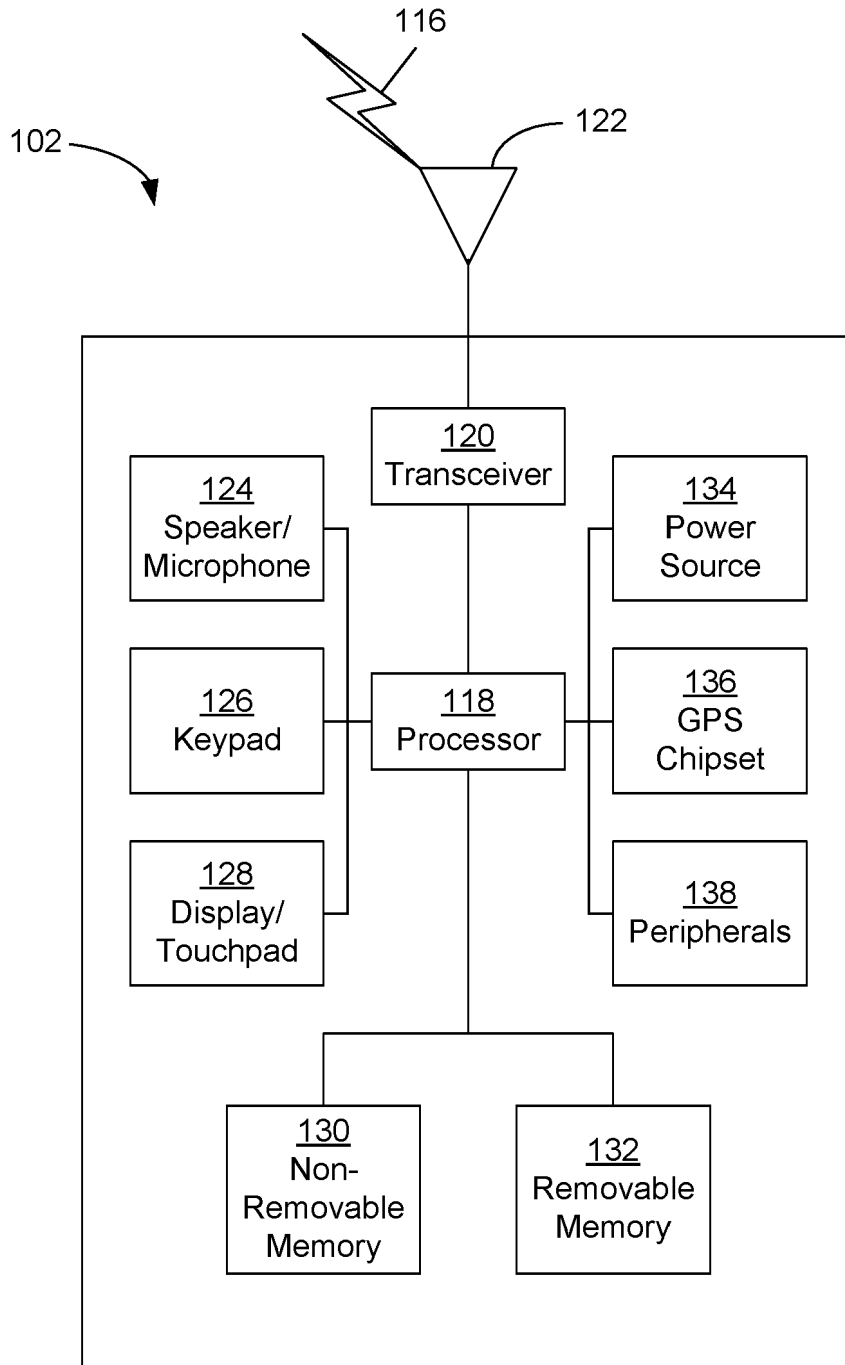 116
122
102
120
Transceiver
124
Speaker/
Microphone
134
Power
Source
126
Keypad
118
Processor
136
GPS
Chipset
128
Display/
Touchpad
138
Peripherals
130
Non-
Removable
Memory
132
Removable
Memory